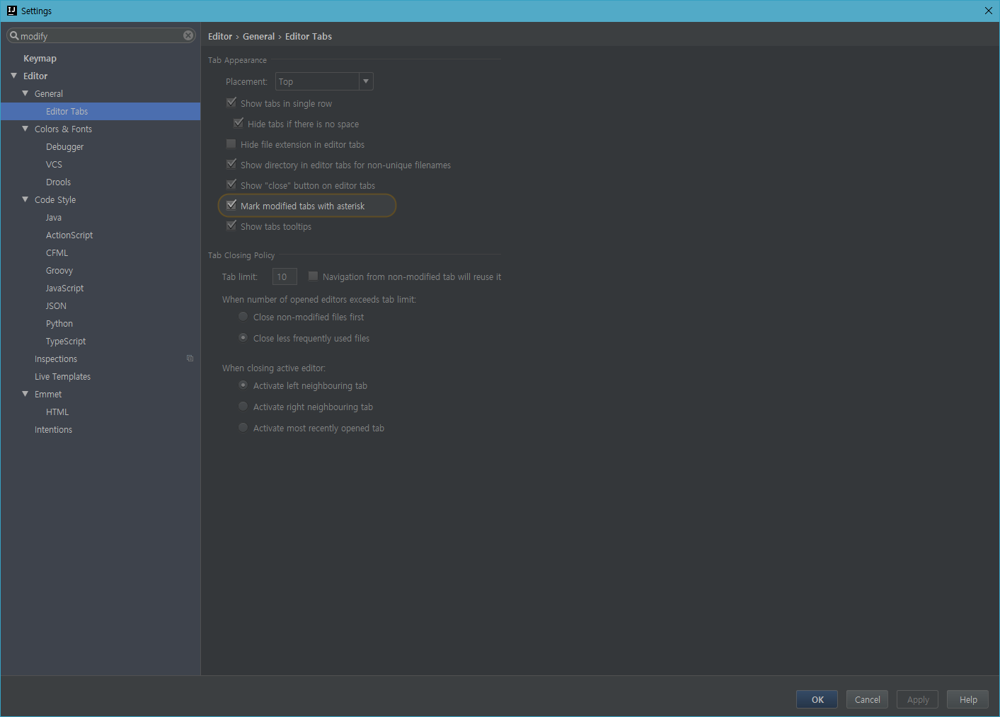 IJ Settings
modify
Keymap
Editor
General
Editor Tabs
Colors & Fonts
Debugger
VCS
Drools
Code Style
Java
ActionScript
CFML
Groovy
JavaScript
JSON
Python
TypeScript
Inspections
Live Templates
Emmet
HTML
Intentions
Editor › General › Editor Tabs
Tab Appearance
Placement: Top
Show tabs in single row
Hide tabs if there is no space
Hide file extension in editor tabs
Show directory in editor tabs for non-unique filenames
Show "close" button on editor tabs
Mark modified tabs with asterisk
Show tabs tooltips
Tab Closing Policy
Tab limit: 10 Navigation from non-modified tab will reuse it
When number of opened editors exceeds tab limit:
Close non-modified files first
Close less frequently used files
When closing active editor:
Activate left neighbouring tab
Activate right neighbouring tab
Activate most recently opened tab
OK Cancel Apply Help